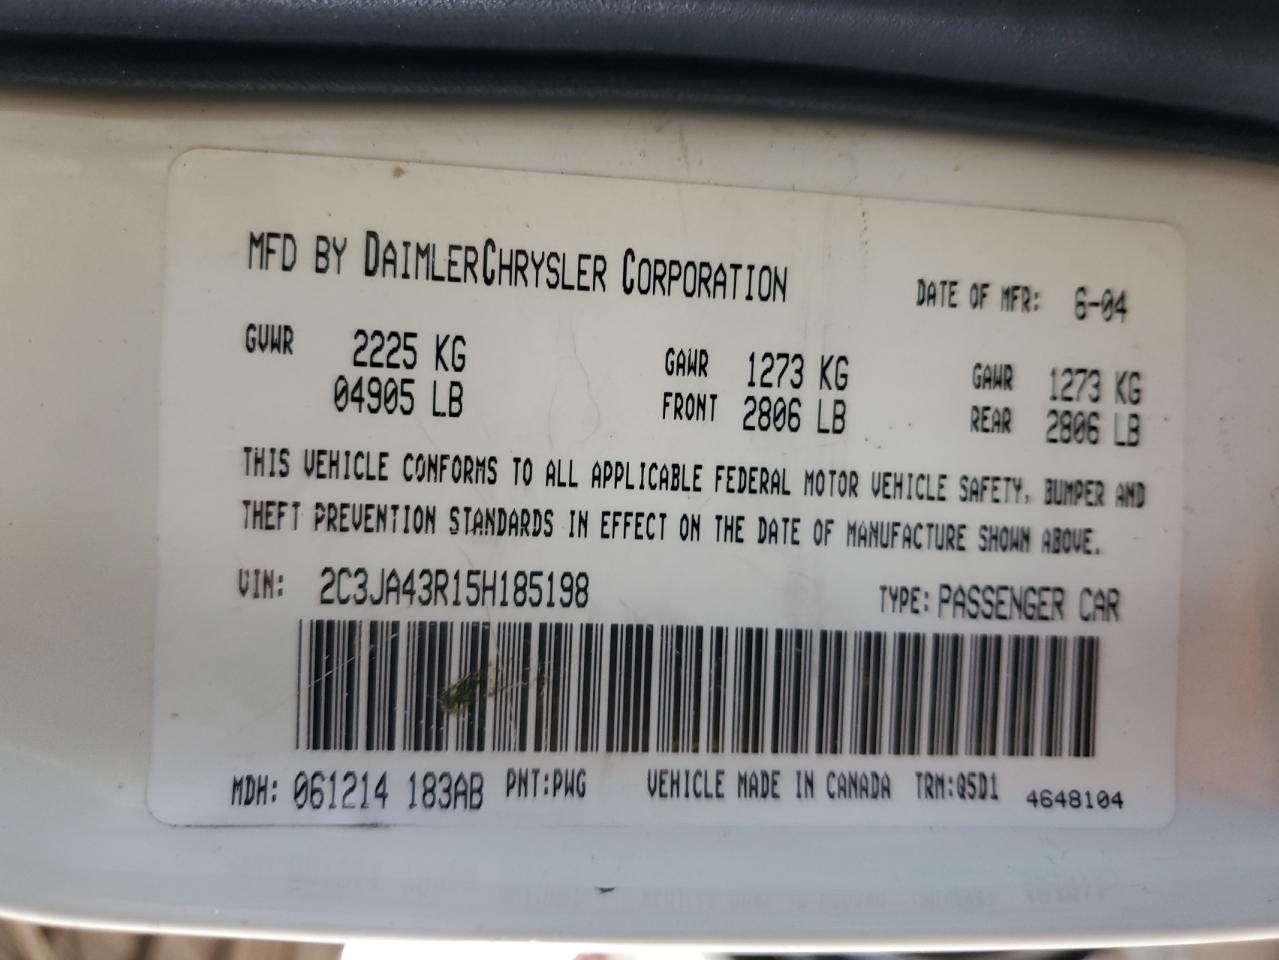 MFD BY DAIMLERCHRYSLER CORPORATION DATE OF MFR: 6-04
GVWR 2225 KG GAWR 1273 KG GAWR 1273 KG
04905 LB FRONT 2806 LB REAR 2806 LB
THIS VEHICLE CONFORMS TO ALL APPLICABLE FEDERAL MOTOR VEHICLE SAFETY, BUMPER AND
THEFT PREVENTION STANDARDS IN EFFECT ON THE DATE OF MANUFACTURE SHOWN ABOVE.
VIN: 2C3JA43R15H185198 TYPE: PASSENGER CAR
MDH: 061214 183AB PNT:PWG VEHICLE MADE IN CANADA TRM:Q5D1 4648104